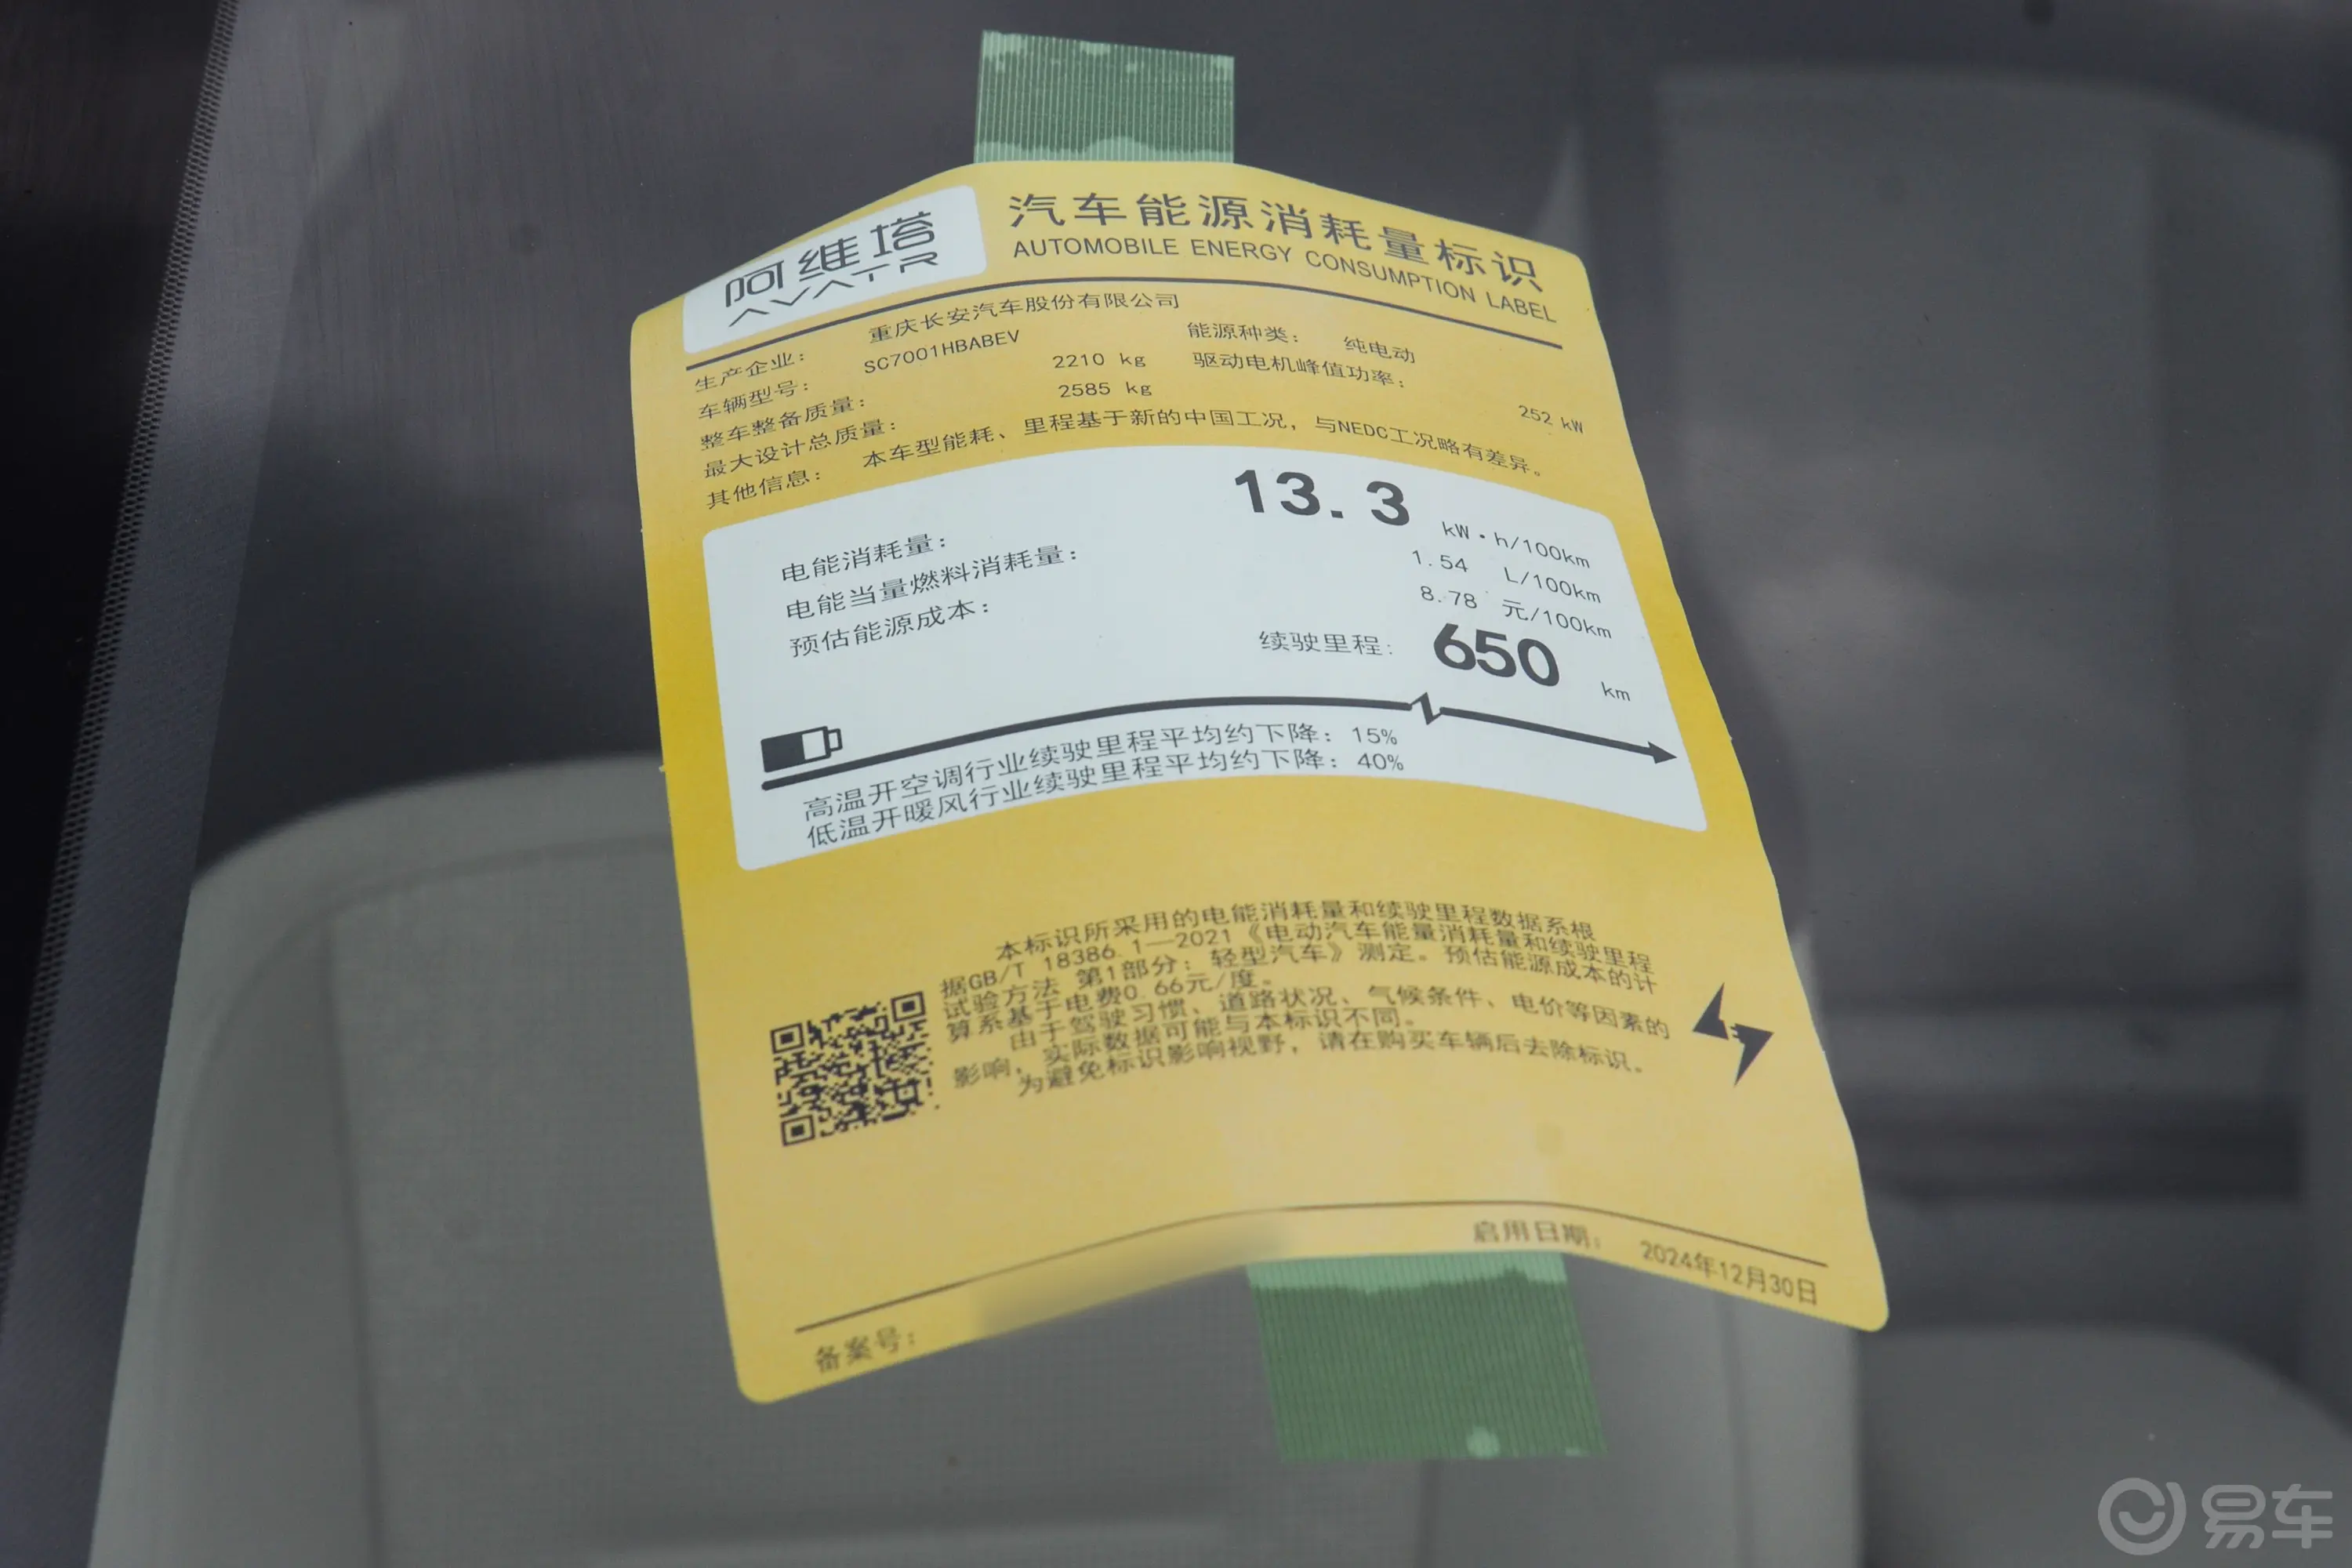 阿维塔
AVATR
汽车能源消耗量标识
AUTOMOBILE ENERGY CONSUMPTION LABEL
生产企业： 重庆长安汽车股份有限公司
车辆型号： SC7001HBABEV 能源种类： 纯电动
整车整备质量： 2210 kg 驱动电机峰值功率： 252 kW
最大设计总质量： 2585 kg
其他信息： 本车型能耗、里程基于新的中国工况，与NEDC工况略有差异。
电能消耗量： 13.3 kW·h/100km
电能当量燃料消耗量： 1.54 L/100km
预估能源成本： 8.78 元/100km
续驶里程： 650 km
高温开空调行业续驶里程平均约下降： 15%
低温开暖风行业续驶里程平均约下降： 40%
本标识所采用的电能消耗量和续驶里程数据系根
据GB/T 18386.1—2021《电动汽车能量消耗量和续驶里程
试验方法 第1部分：轻型汽车》测定。预估能源成本的计
算系基于电费0.66元/度。
由于驾驶习惯、道路状况、气候条件、电价等因素的
影响，实际数据可能与本标识不同。
为避免标识影响视野，请在购买车辆后去除标识。
备案号：
启用日期： 2024年12月30日
易车